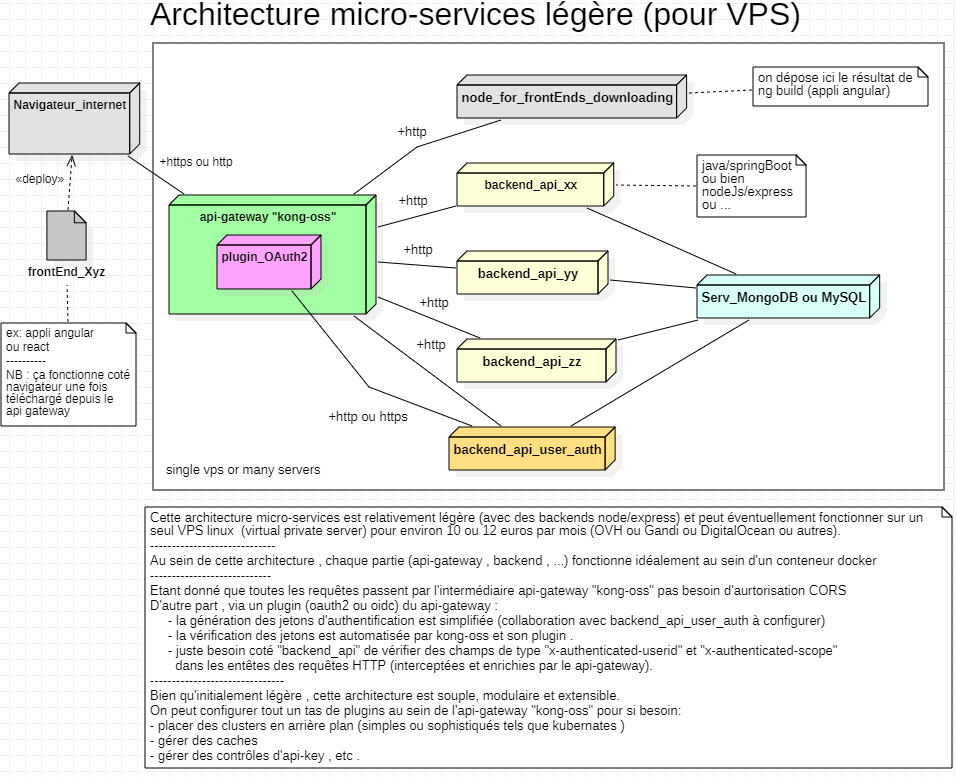 Architecture micro-services légère (pour VPS)
Navigateur_internet
«deploy»
frontEnd_Xyz
ex: appli angular
ou react
----------
NB : ça fonctionne coté
navigateur une fois
téléchargé depuis le
api gateway
+https ou http
api-gateway "kong-oss"
plugin_OAuth2
+http
node_for_frontEnds_downloading
on dépose ici le résultat de
ng build (appli angular)
+http
backend_api_xx
java/springBoot
ou bien
nodeJs/express
ou ...
+http
backend_api_yy
Serv_MongoDB ou MySQL
+http
backend_api_zz
+http
+http ou https
backend_api_user_auth
single vps or many servers
Cette architecture micro-services est relativement légère (avec des backends node/express) et peut éventuellement fonctionner sur un
seul VPS linux  (virtual private server) pour environ 10 ou 12 euros par mois (OVH ou Gandi ou DigitalOcean ou autres).
-----------------------------
Au sein de cette architecture , chaque partie (api-gateway , backend , ...) fonctionne idéalement au sein d'un conteneur docker
----------------------------
Etant donné que toutes les requêtes passent par l'intermédiaire api-gateway "kong-oss" pas besoin d'aurtorisation CORS
D'autre part , via un plugin (oauth2 ou oidc) du api-gateway :
- la génération des jetons d'authentification est simplifiée (collaboration avec backend_api_user_auth à configurer)
- la vérification des jetons est automatisée par kong-oss et son plugin .
- juste besoin coté "backend_api" de vérifier des champs de type "x-authenticated-userid" et "x-authenticated-scope"
dans les entêtes des requêtes HTTP (interceptées et enrichies par le api-gateway).
-------------------------------
Bien qu'initialement légère , cette architecture est souple, modulaire et extensible.
On peut configurer tout un tas de plugins au sein de l'api-gateway "kong-oss" pour si besoin:
- placer des clusters en arrière plan (simples ou sophistiqués tels que kubernates )
- gérer des caches
- gérer des contrôles d'api-key , etc .